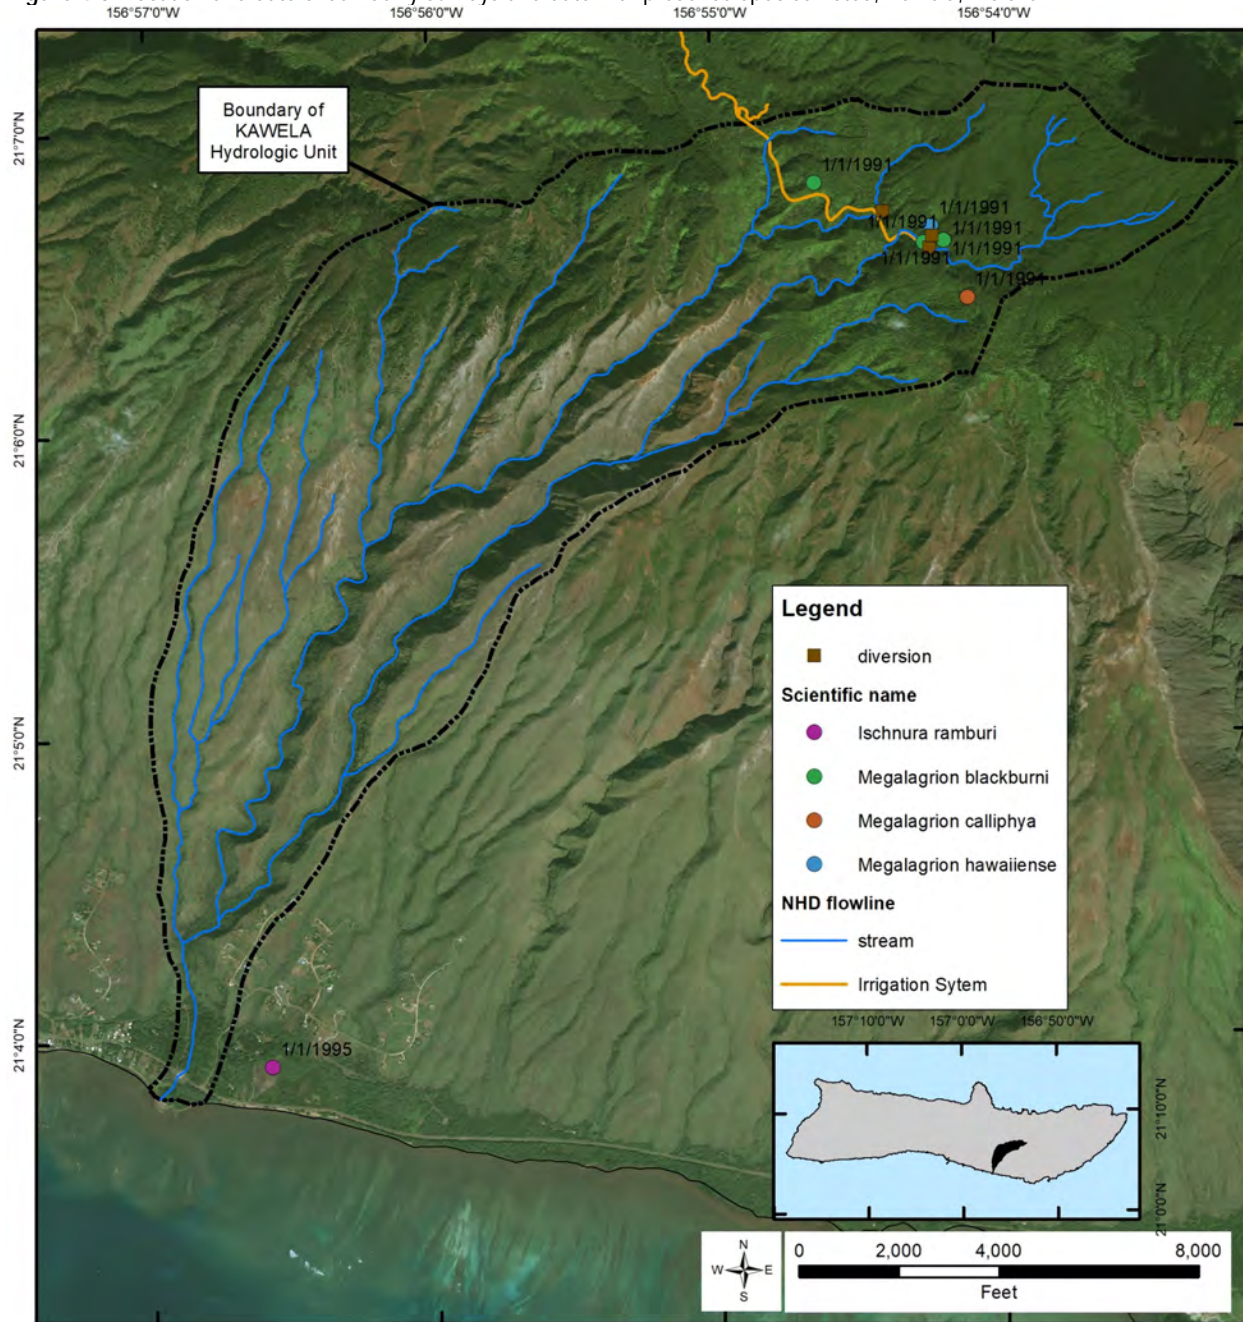 156°57'0"W
156°56'0"W
156°55'0"W
156°54'0"W
Boundary of
KAWELA
Hydrologic Unit
21°7'0"N
21°6'0"N
21°5'0"N
21°4'0"N
1/1/1991
1/1/1991
1/1/1991
1/1/1991
1/1/1991
1/1/1991
1/1/1991
1/1/1995
Legend
diversion
Scientific name
Ischnura ramburi
Megalagrion blackburni
Megalagrion calliphya
Megalagrion hawaiiense
NHD flowline
stream
Irrigation Sytem
157°10'0"W
157°0'0"W
156°50'0"W
21°10'0"N
21°0'0"N
N
W
E
S
0
2,000
4,000
8,000
Feet